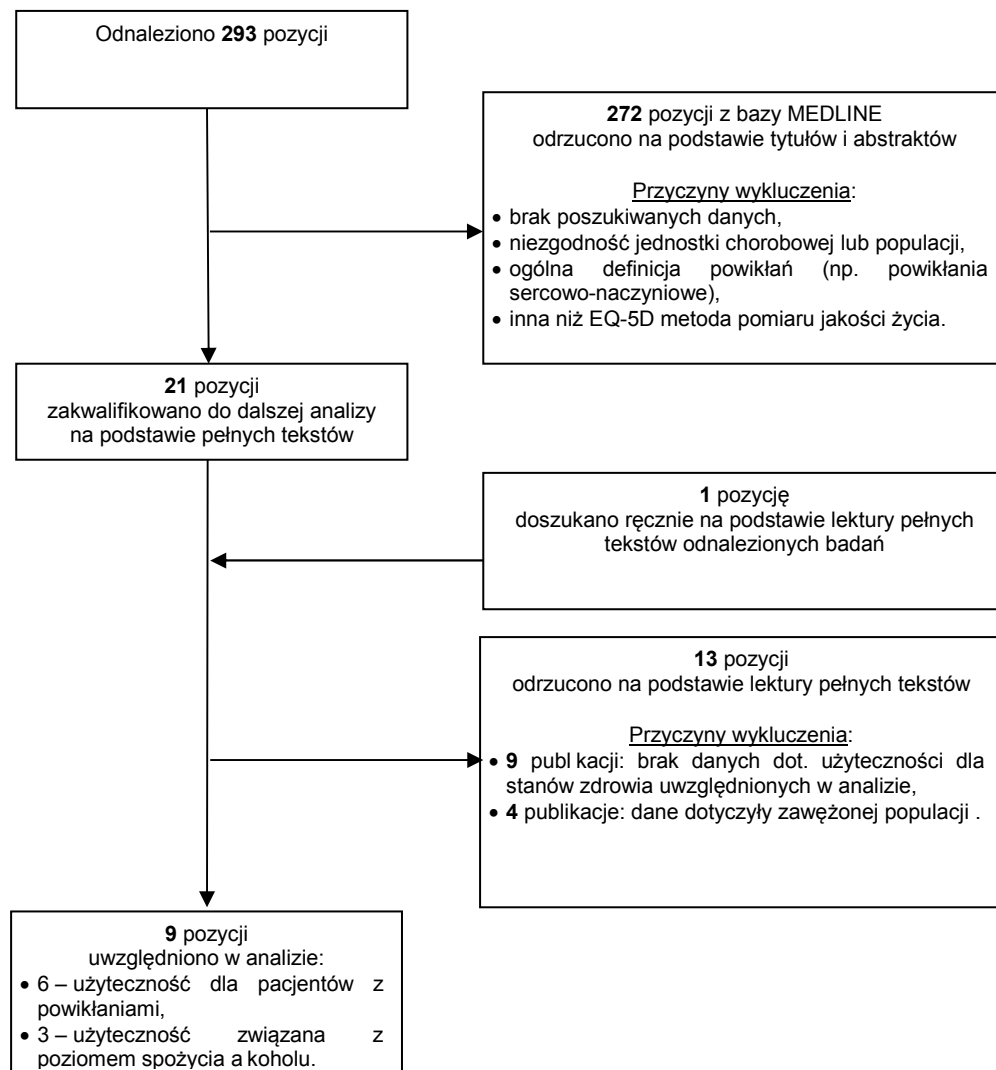 Odnaleziono 293 pozycji
272 pozycji z bazy MEDLINE
odrzucono na podstawie tytułów i abstraktów
Przyczyny wykluczenia:
• brak poszukiwanych danych,
• niezgodność jednostki chorobowej lub populacji,
• ogólna definicja powikłań (np. powikłania
sercowo-naczyniowe),
• inna niż EQ-5D metoda pomiaru jakości życia.
21 pozycji
zakwalifikowano do dalszej analizy
na podstawie pełnych tekstów
1 pozycję
doszukano ręcznie na podstawie lektury pełnych
tekstów odnalezionych badań
13 pozycji
odrzucono na podstawie lektury pełnych tekstów
Przyczyny wykluczenia:
• 9 publ kacji: brak danych dot. użyteczności dla
stanów zdrowia uwzględnionych w analizie,
• 4 publikacje: dane dotyczyły zawężonej populacji .
9 pozycji
uwzględniono w analizie:
• 6 – użyteczność dla pacjentów z
powikłaniami,
• 3 – użyteczność związana z
poziomem spożycia a koholu.